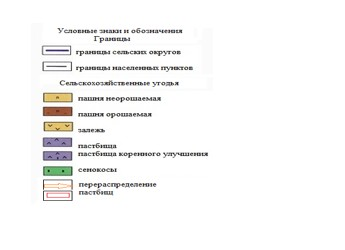 Условные знаки и обозначения
Границы
границы сельских округов
границы населенных пунктов
Сельскохозяйственные угодья
пашня неорошаемая
пашня орошаемая
залежь
пастбища
пастбища коренного улучшения
сенокосы
перераспределение
пастбищ